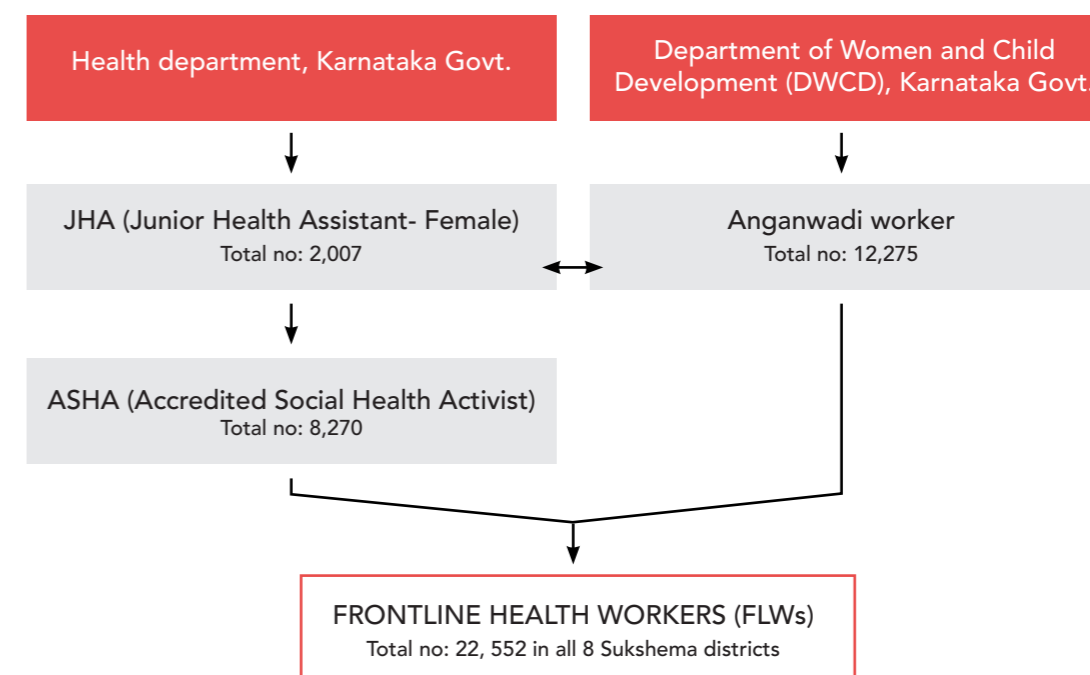 Health department, Karnataka Govt.
Department of Women and Child
Development (DWCD), Karnataka Govt.
JHA (Junior Health Assistant- Female)
Total no: 2,007
Anganwadi worker
Total no: 12,275
ASHA (Accredited Social Health Activist)
Total no: 8,270
FRONTLINE HEALTH WORKERS (FLWs)
Total no: 22, 552 in all 8 Sukshema districts